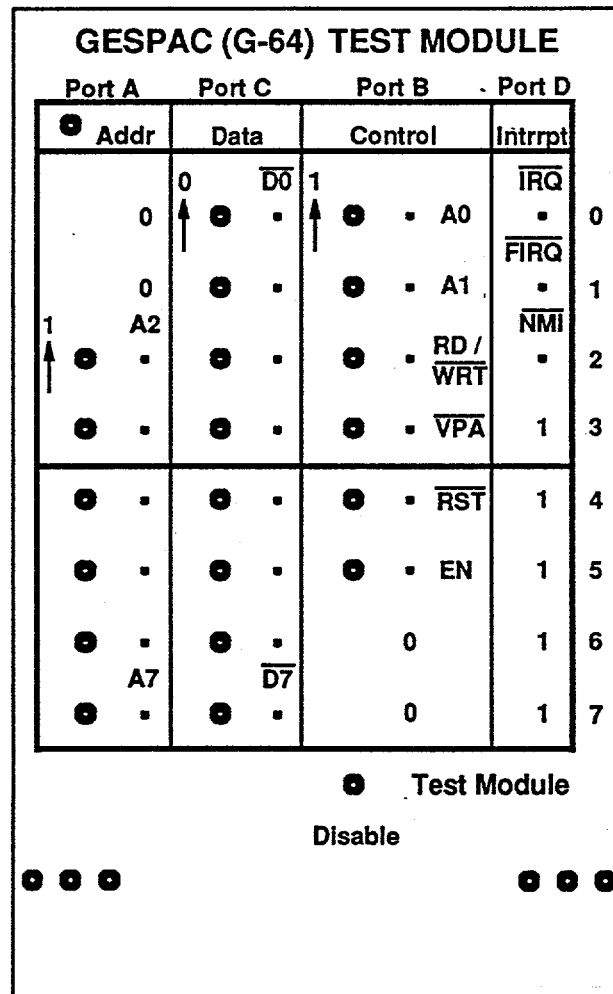 GESPAC (G-64) TEST MODULE
Port A Port C Port B Port D
Addr Data Control Intrrpt
0 D0 1 IRQ
0 A0 0
FIRQ
0 A1 1
1 A2 NMI
RD / WRT 2
VPA 1 3
RST 1 4
EN 1 5
0 1 6
A7 D7
0 1 7
Test Module
Disable